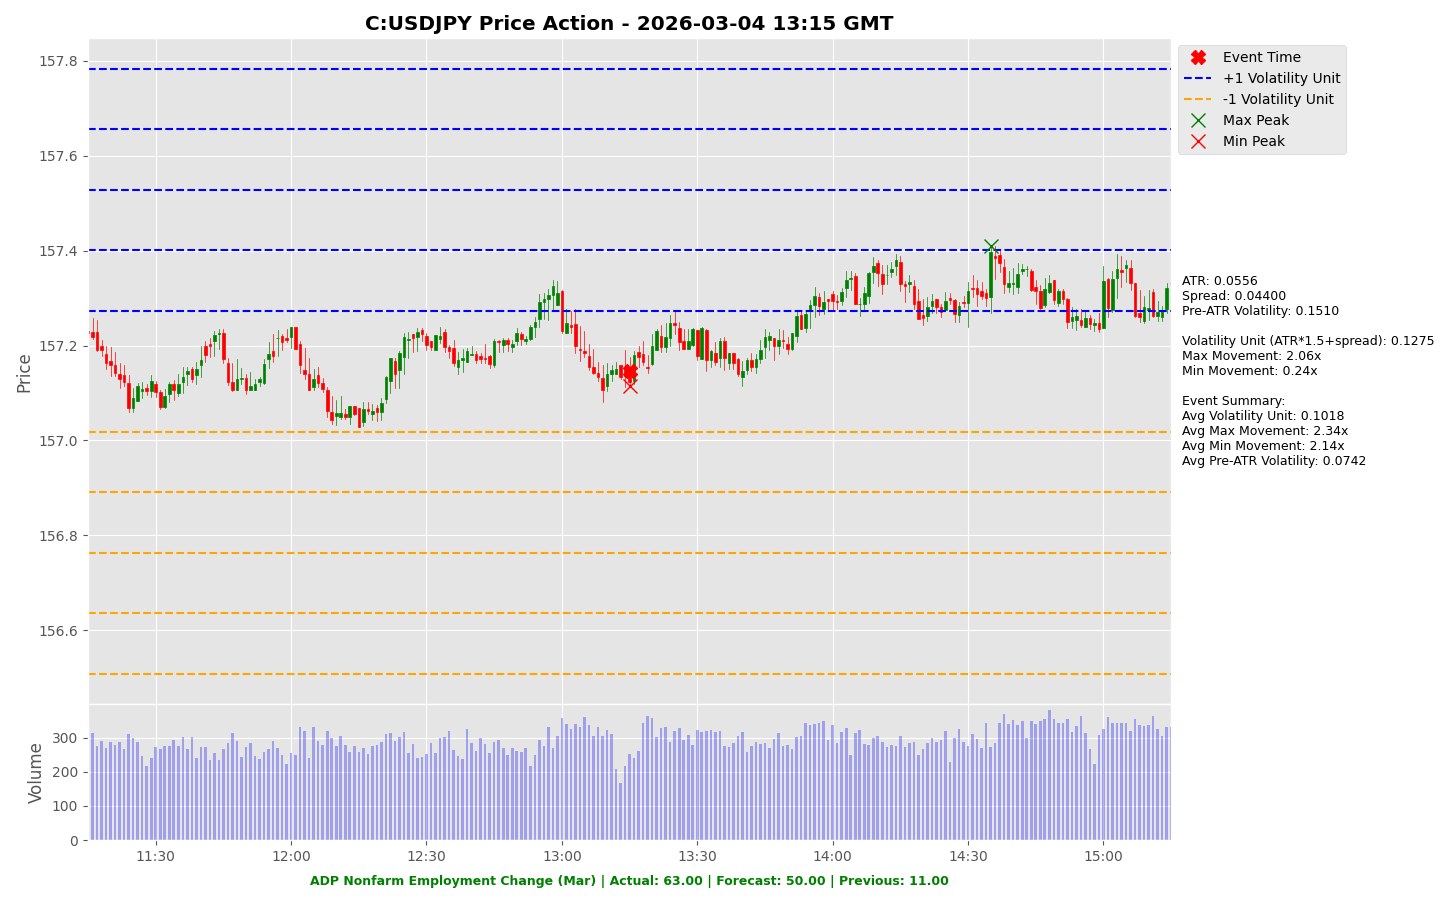 C:USDJPY Price Action - 2026-03-04 13:15 GMT
157.8
157.6
157.4
157.2
157.0
156.8
156.6
Price
Event Time
+1 Volatility Unit
-1 Volatility Unit
Max Peak
Min Peak
ATR: 0.0556
Spread: 0.04400
Pre-ATR Volatility: 0.1510
Volatility Unit (ATR*1.5+spread): 0.1275
Max Movement: 2.06x
Min Movement: 0.24x
Event Summary:
Avg Volatility Unit: 0.1018
Avg Max Movement: 2.34x
Avg Min Movement: 2.14x
Avg Pre-ATR Volatility: 0.0742
300
200
100
0
Volume
11:30 12:00 12:30 13:00 13:30 14:00 14:30 15:00
ADP Nonfarm Employment Change (Mar) | Actual: 63.00 | Forecast: 50.00 | Previous: 11.00